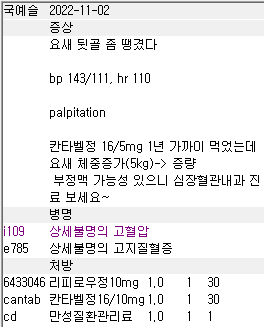 국예슬 2022-11-02
증상
요새 뒷골 좀 땡겼다
bp 143/111, hr 110
palpitation
칸타벨정 16/5mg 1년 가까이 먹었는데
요새 체중증가(5kg)-> 증량
부정맥 가능성 있으니 심장혈관내과 진
료 보세요~
병명
i109 상세불명의 고혈압
e785 상세불명의 고지질혈증
처방
6433046 리피로우정10mg 1.0 1 30
cantab 칸타벨정16/10mg 1.0 1 30
cd 만성질환관리료 1.0 1 1